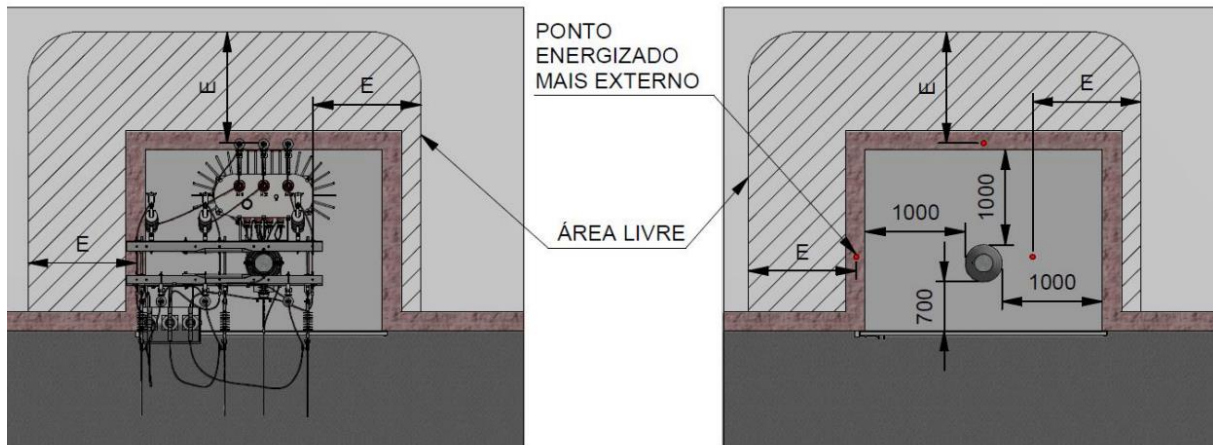 E
E
E
PONTO
ENERGIZADO
MAIS EXTERNO
ÁREA LIVRE
E
E
E
1000
1000
1000
700